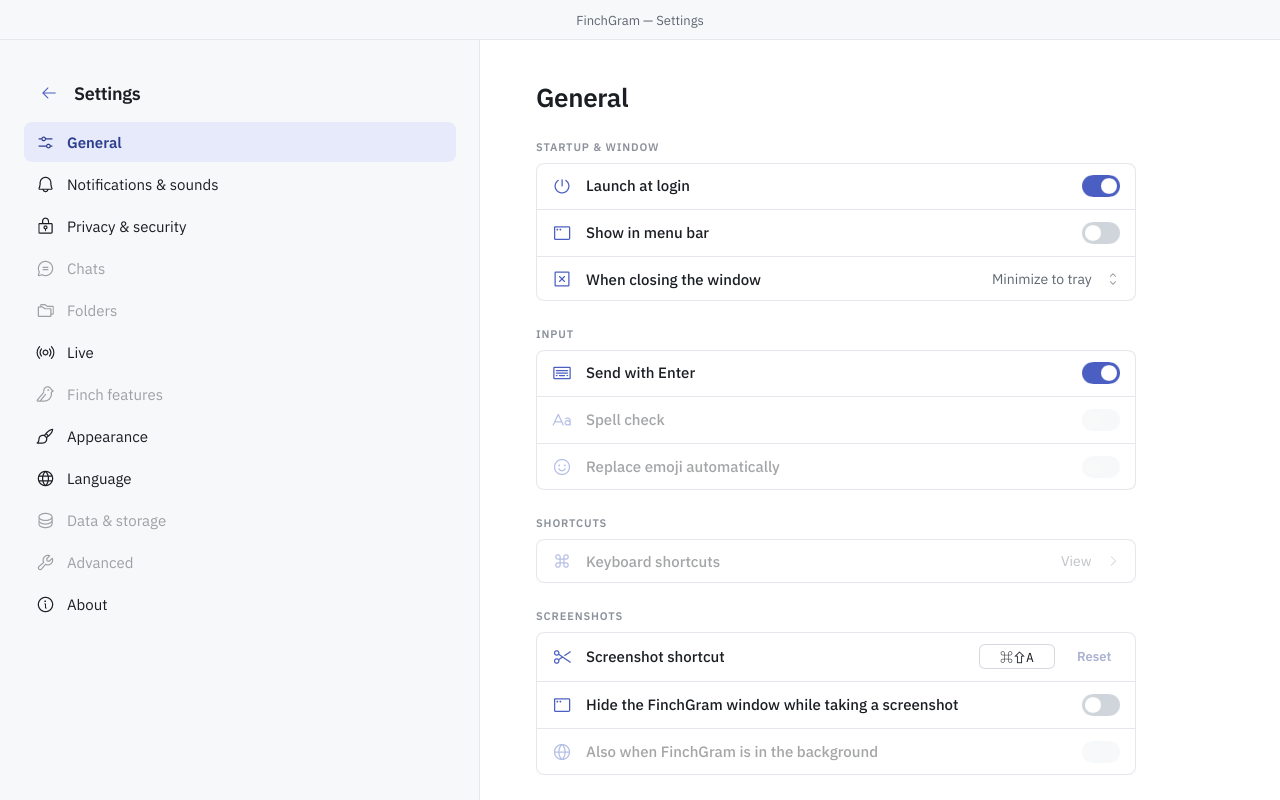 FinchGram — Settings
Settings
General
Notifications & sounds
Privacy & security
Chats
Folders
Live
Finch features
Appearance
Language
Data & storage
Advanced
About
General
STARTUP & WINDOW
Launch at login
Show in menu bar
When closing the window Minimize to tray
INPUT
Send with Enter
Aa Spell check
Replace emoji automatically
SHORTCUTS
⌘ Keyboard shortcuts View
SCREENSHOTS
Screenshot shortcut ⌘⇧A Reset
Hide the FinchGram window while taking a screenshot
Also when FinchGram is in the background